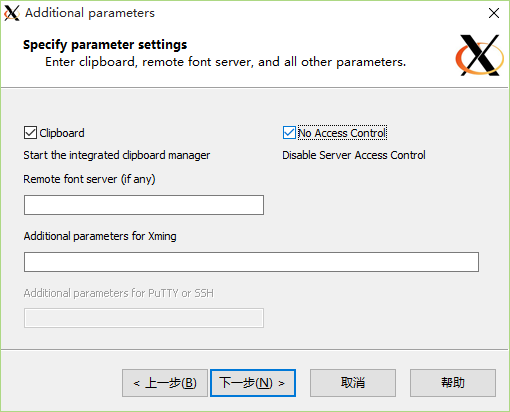 Additional parameters
Specify parameter settings
Enter clipboard, remote font server, and all other parameters.
Clipboard
No Access Control
Start the integrated clipboard manager
Disable Server Access Control
Remote font server (if any)
Additional parameters for Xming
Additional parameters for PuTTY or SSH
< 上一步(B)
下一步(N) >
取消
帮助